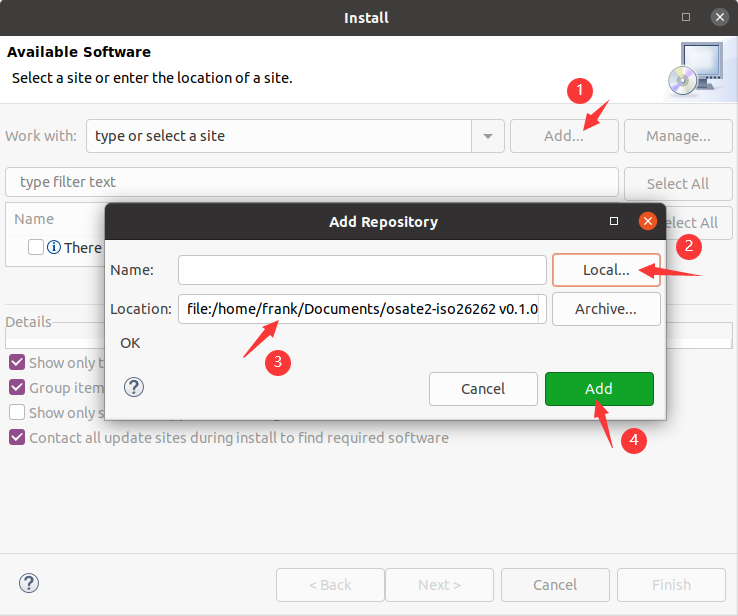 Install
Available Software
Select a site or enter the location of a site.
1
Work with: type or select a site Add... Manage...
type filter text Select All
Name elect All
There
Add Repository
2
Name: Local...
Location: file:/home/frank/Documents/osate2-iso26262 v0.1.0 Archive...
OK
3
? Cancel Add
4
Details
Show only
Group item
Show only
Contact all update sites during install to find required software
? < Back Next > Cancel Finish